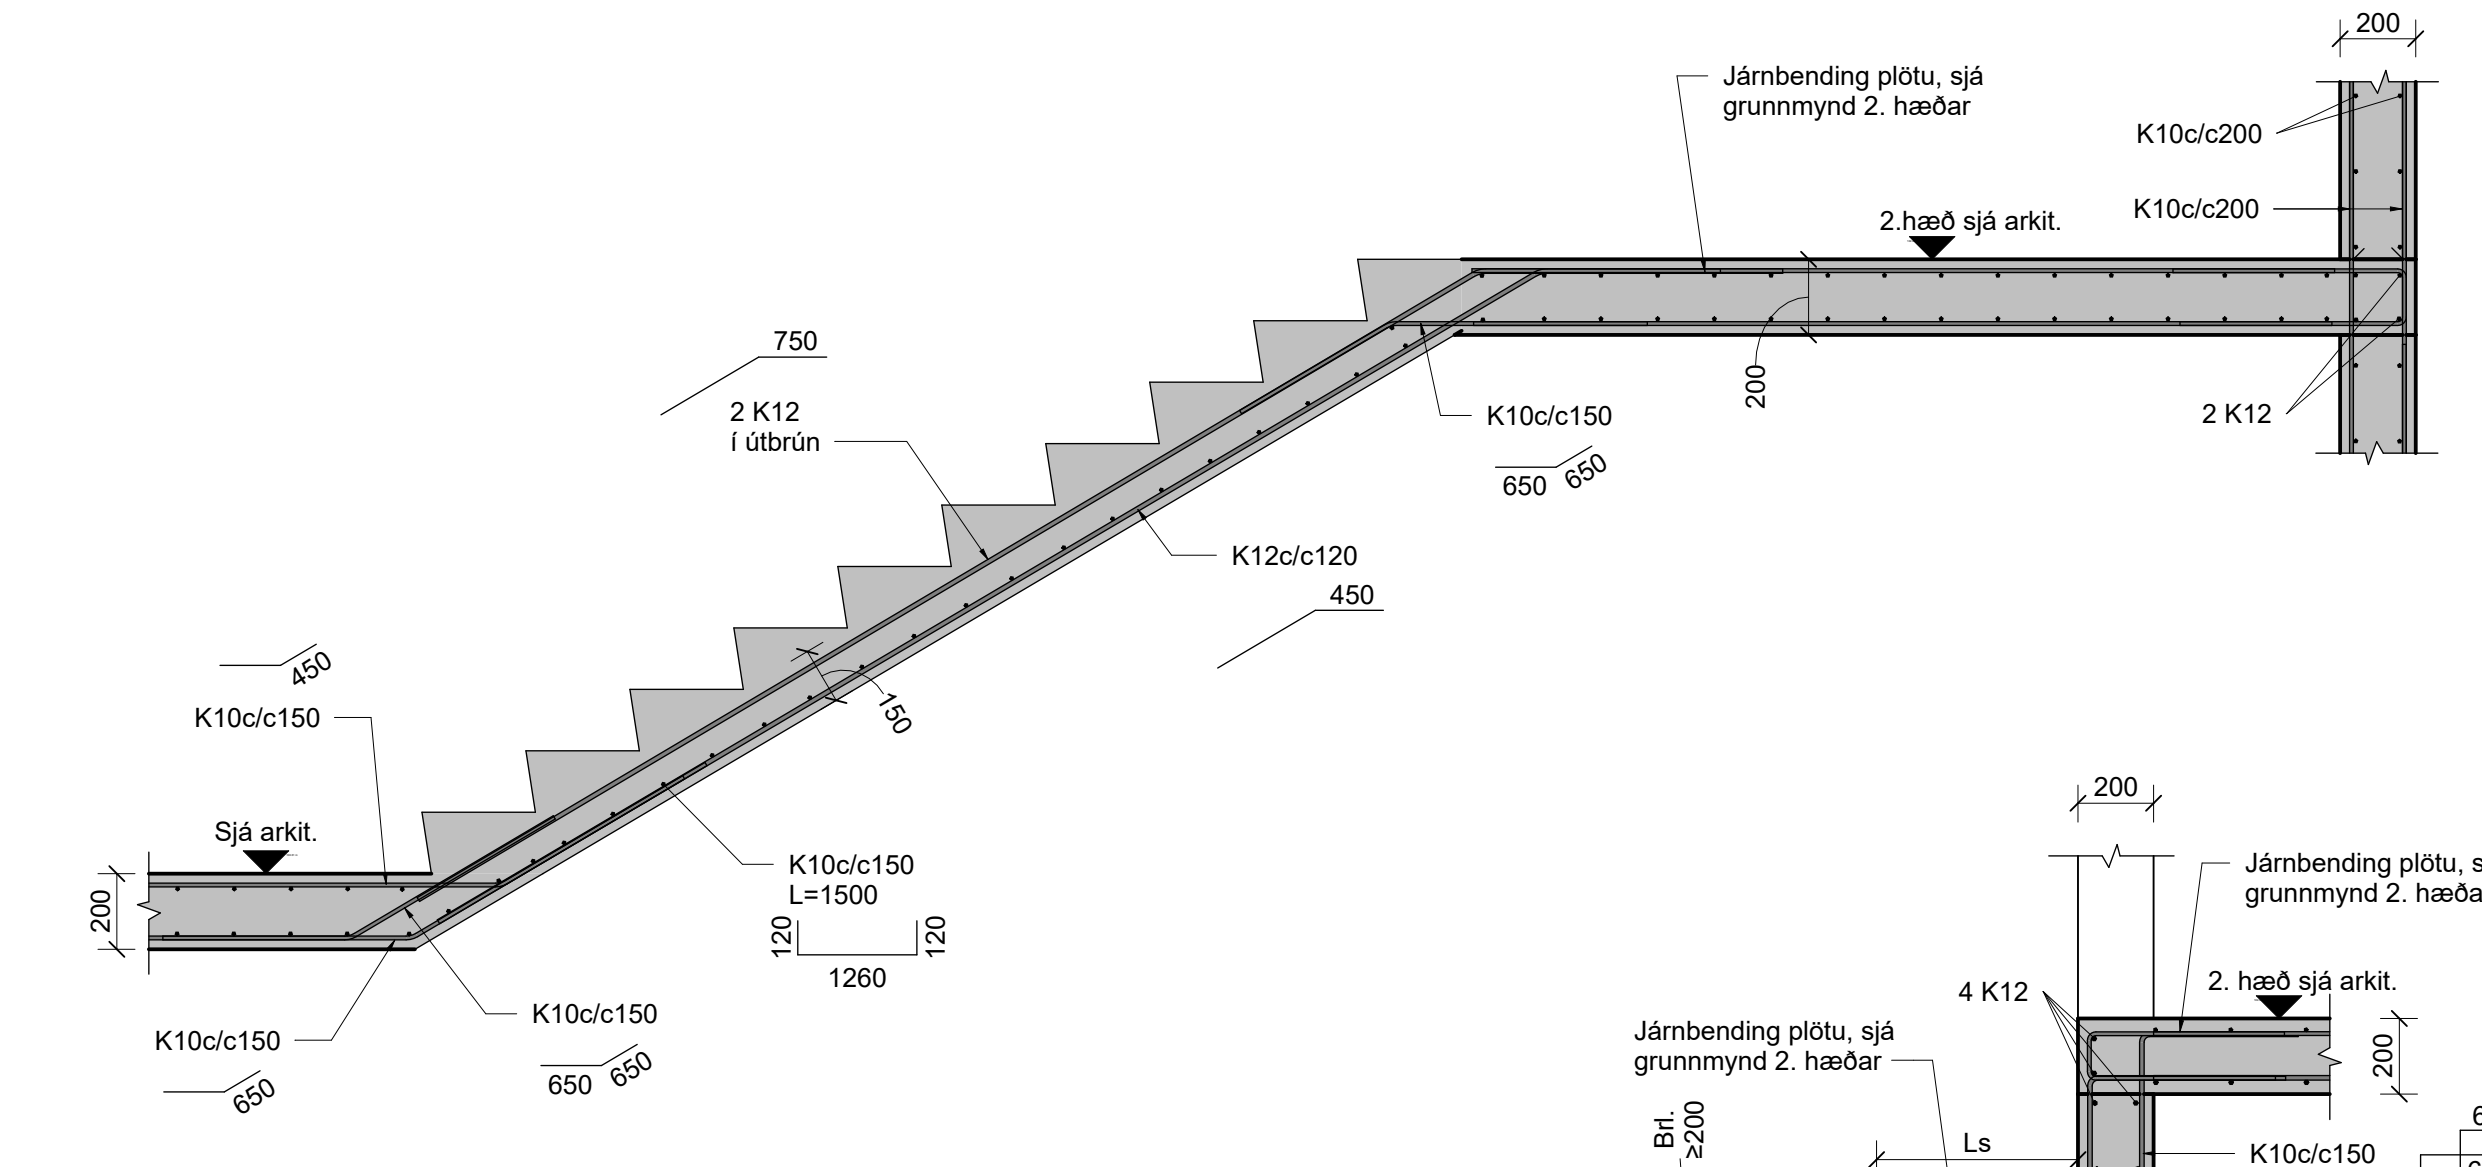 200
Járnbending plötu, sjá
grunnmynd 2. hæðar
K10c/c200
K10c/c200
2.hæð sjá arkit.
750
2 K12
í útbrún
200
K10c/c150
650 650
2 K12
K12c/c120
450
450
K10c/c150
150
Sjá arkit.
200
K10c/c150
L=1500
120 120
1260
K10c/c150
K10c/c150
650 650
650
200
Járnbending plötu, s
grunnmynd 2. hæða
2. hæð sjá arkit.
4 K12
Járnbending plötu, sjá
grunnmynd 2. hæðar
200
Brl.
≥200
Ls
K10c/c150